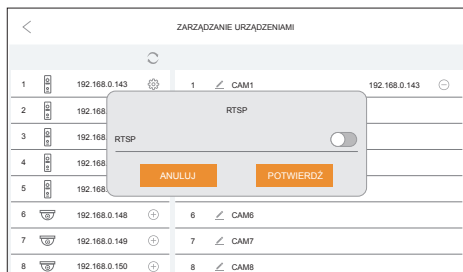 ZARZĄDZANIE URZĄDZENIAMI
1 192.168.0.143 1 CAM1 192.168.0.143
2 192.168.
RTSP
3 192.168.
RTSP
4 192.168.
ANULUJ POTWIERDŹ
5 192.168.
6 192.168.0.148 6 CAM6
7 192.168.0.149 7 CAM7
8 192.168.0.150 8 CAM8